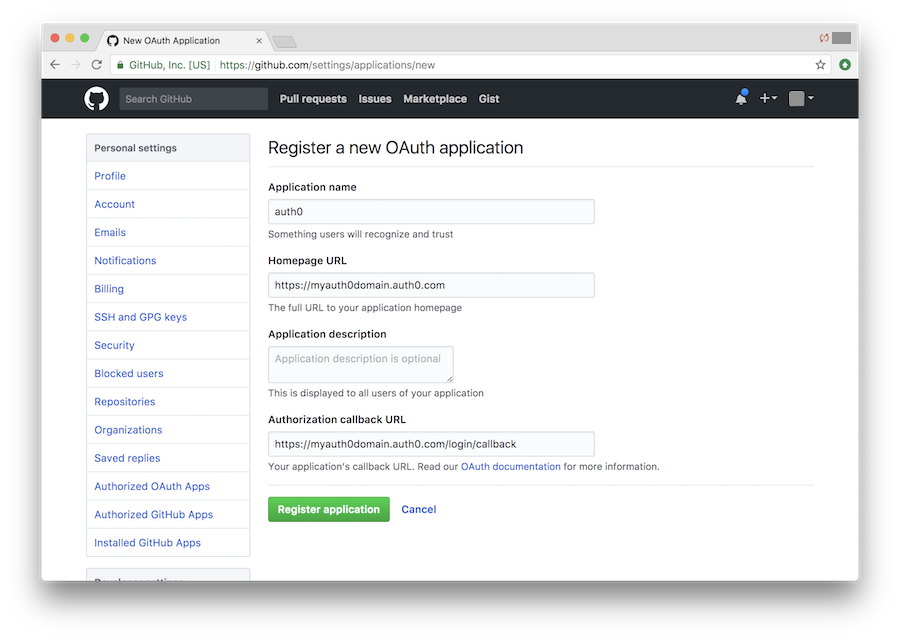 New OAuth Application
GitHub, Inc. [US] https://github.com/settings/applications/new
Search GitHub Pull requests Issues Marketplace Gist
Personal settings
Profile
Account
Emails
Notifications
Billing
SSH and GPG keys
Security
Blocked users
Repositories
Organizations
Saved replies
Authorized OAuth Apps
Authorized GitHub Apps
Installed GitHub Apps
Developer settings
Register a new OAuth application
Application name
auth0
Something users will recognize and trust
Homepage URL
https://myauth0domain.auth0.com
The full URL to your application homepage
Application description
Application description is optional
This is displayed to all users of your application
Authorization callback URL
https://myauth0domain.auth0.com/login/callback
Your application's callback URL. Read our OAuth documentation for more information.
Register application Cancel